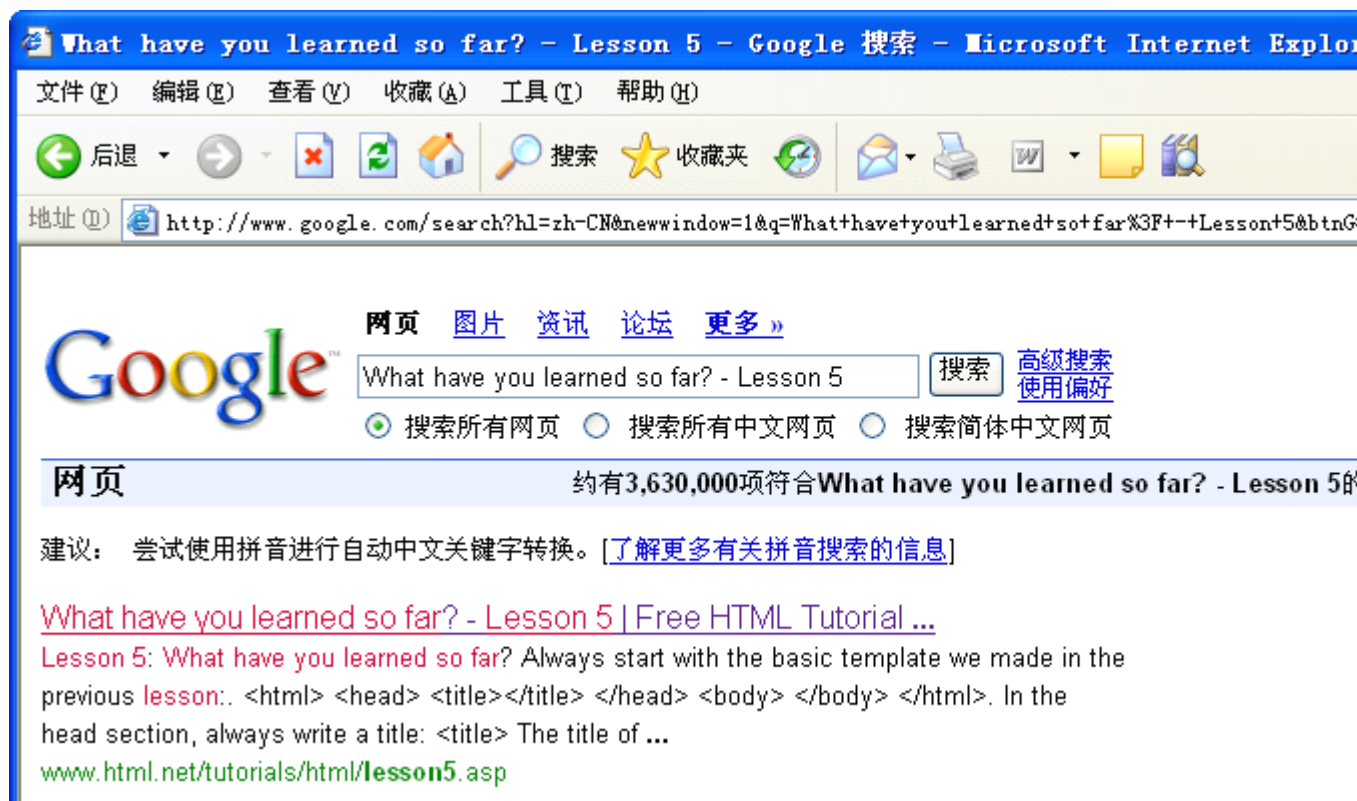 What have you learned so far? - Lesson 5 - Google 搜索 - Microsoft Internet Explor
文件(F) 编辑(E) 查看(V) 收藏(A) 工具(T) 帮助(H)
后退 搜索 收藏夹
地址(D) http://www.google.com/search?hl=zh-CN&newwindow=1&q=What+have+you+learned+so+far%3F+-+Lesson+5&btnG
网页 图片 资讯 论坛 更多 »
Google™ What have you learned so far? - Lesson 5 搜索 高级搜索
使用偏好
搜索所有网页 搜索所有中文网页 搜索简体中文网页
网页 约有3,630,000项符合What have you learned so far? - Lesson 5的
建议： 尝试使用拼音进行自动中文关键字转换。[了解更多有关拼音搜索的信息]
What have you learned so far? - Lesson 5 | Free HTML Tutorial ...
Lesson 5: What have you learned so far? Always start with the basic template we made in the
previous lesson:. <html> <head> <title></title> </head> <body> </body> </html>. In the
head section, always write a title: <title> The title of ...
www.html.net/tutorials/html/lesson5.asp